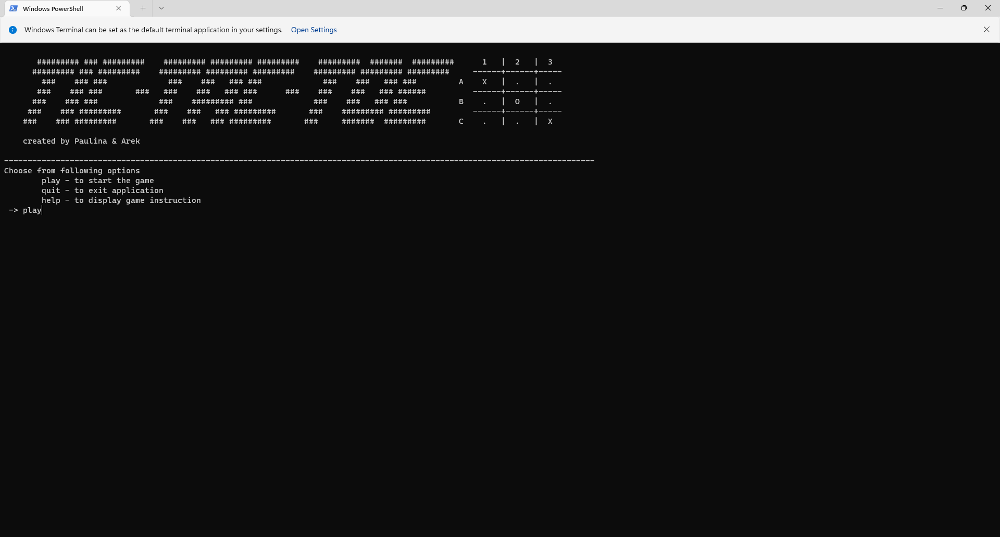 Windows PowerShell
Windows Terminal can be set as the default terminal application in your settings. Open Settings
       ######### ### #########    ######### ######### #########    #########  #######  #########      1   |  2   |  3
      ######### ### #########    ######### ######### #########    ######### ######### #########     ------+------+-----
        ###    ### ###             ###    ###   ### ###             ###    ###   ### ###         A    X   |  .   |  .
       ###    ### ###       ###   ###    ###   ### ###      ###    ###    ###   ### ######          ------+------+-----
      ###    ### ###             ###    ######### ###             ###    ###   ### ###           B    .   |  O   |  .
     ###    ### #########       ###    ###   ### #########       ###    ######### #########         ------+------+-----
    ###    ### #########       ###    ###   ### #########       ###     #######  #########       C    .   |  .   |  X
    created by Paulina & Arek
------------------------------------------------------------------------------------------------------------------------------
Choose from following options
        play - to start the game
        quit - to exit application
        help - to display game instruction
 -> play